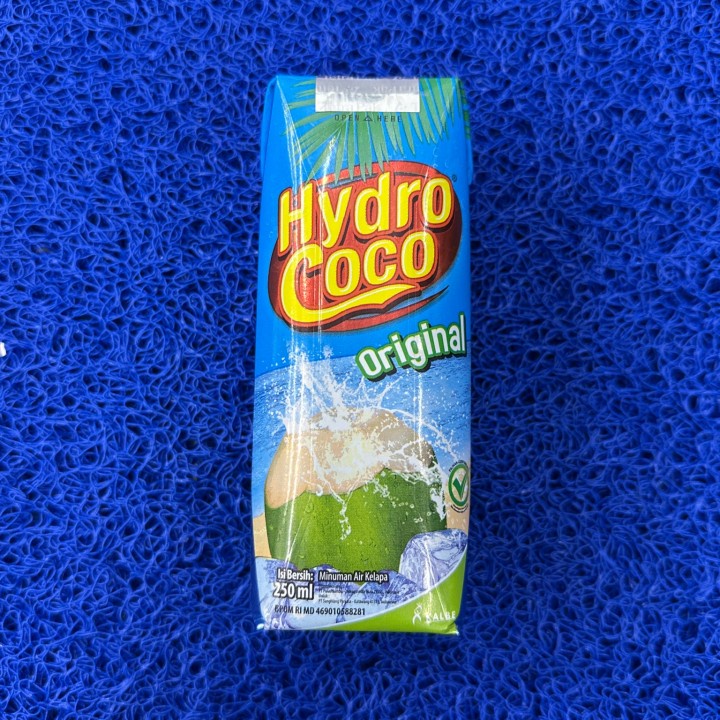 OPEN HERE
Hydro
Coco
®
Original
Isi Bersih:
250 ml
Minuman Air Kelapa
BPOM RI MD 469010588281
KALBE